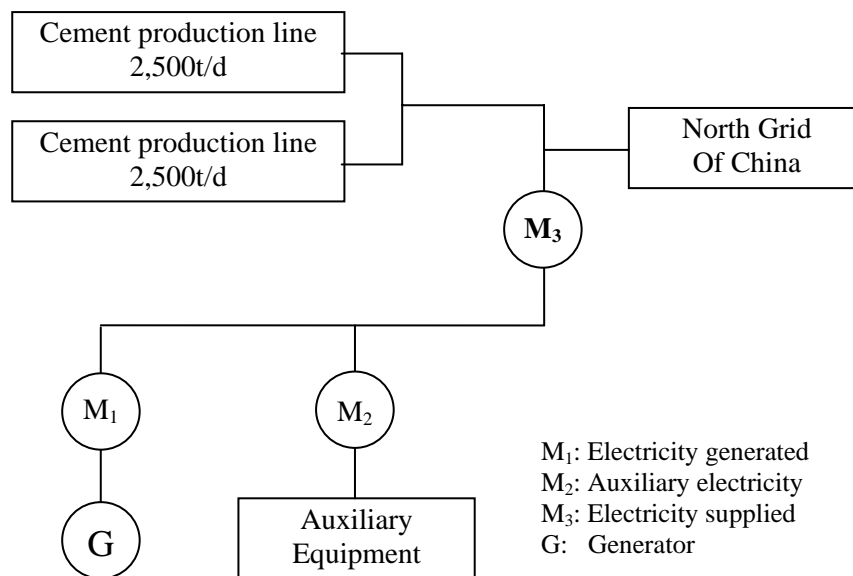 Cement production line
2,500t/d
Cement production line
2,500t/d
North Grid
Of China
M₃
M₁
M₂
G
Auxiliary
Equipment
M₁: Electricity generated
M₂: Auxiliary electricity
M₃: Electricity supplied
G: Generator